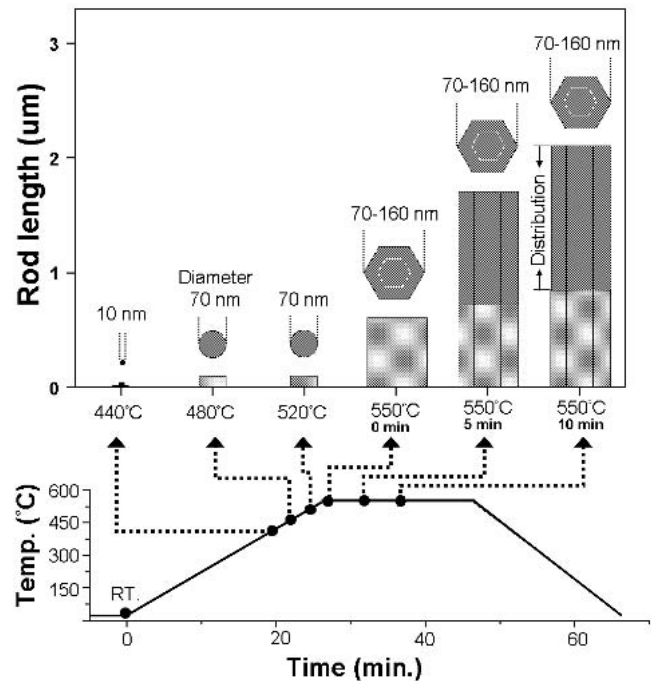 3
70-160 nm
70-160 nm
2
70-160 nm
Distribution
Diameter
70 nm
70 nm
1
10 nm
0
Rod length (um)
440°C
480°C
520°C
550°C
0 min
550°C
5 min
550°C
10 min
600
450
300
150
RT.
Temp. (°C)
0
20
40
60
Time (min.)